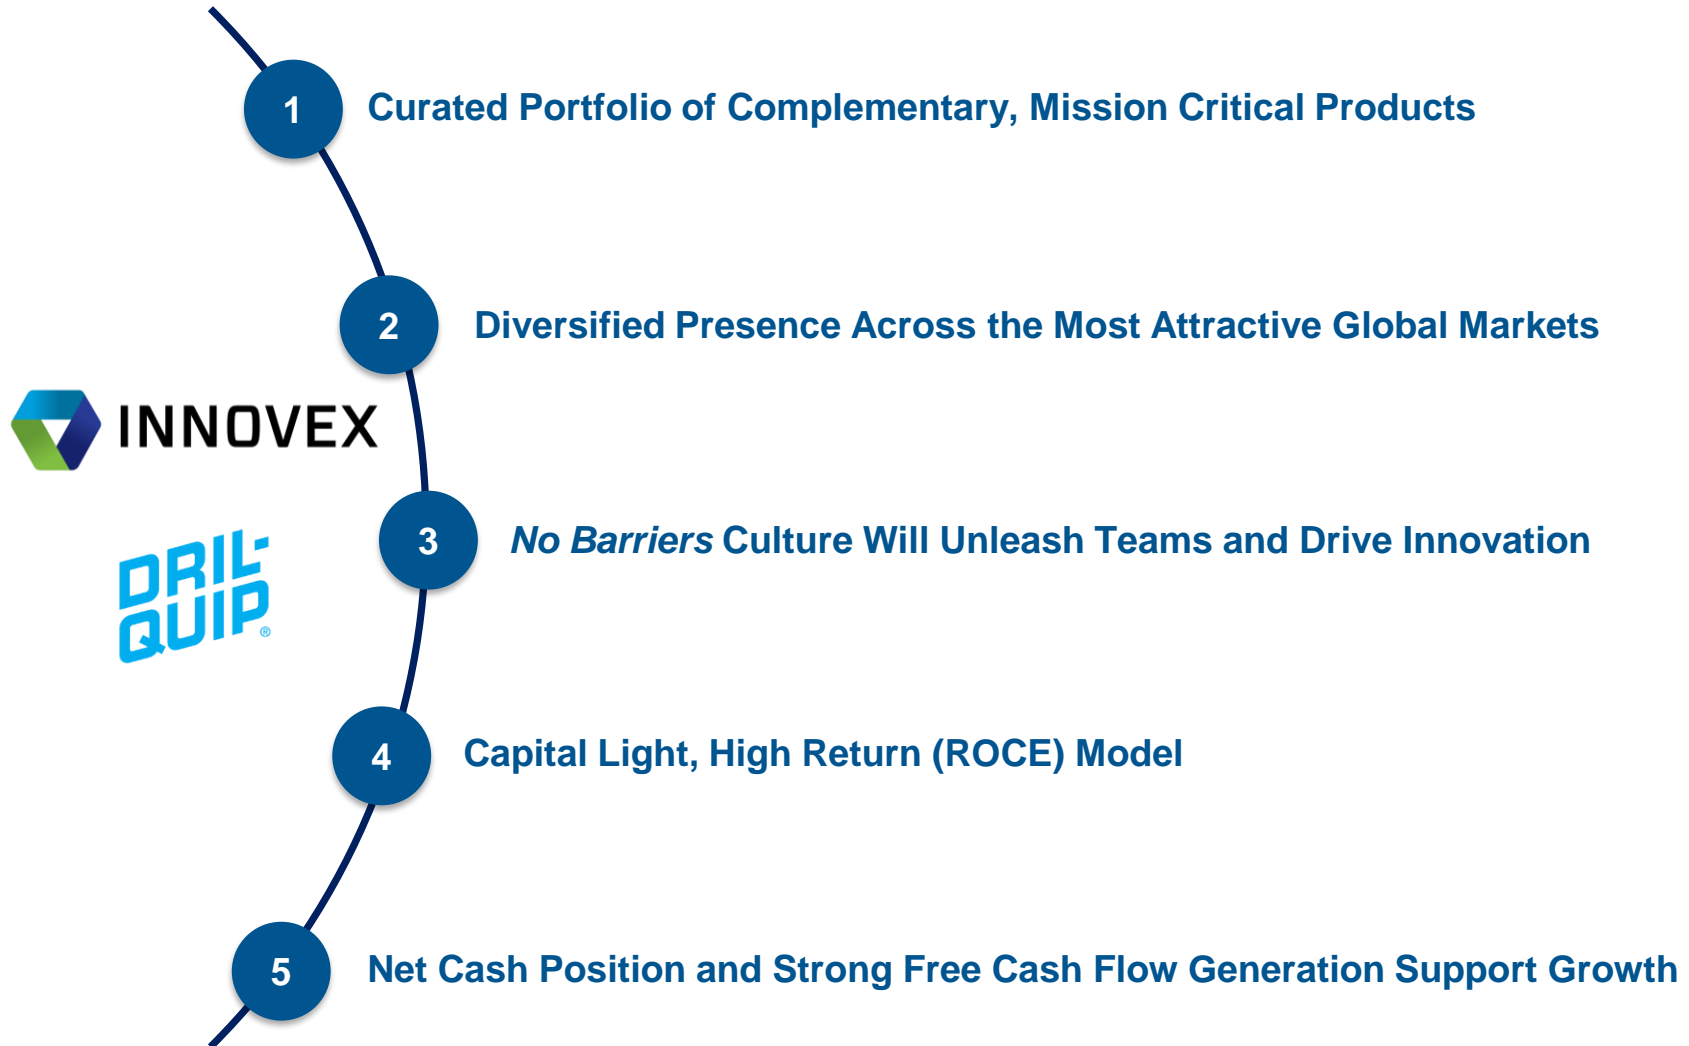 1
Curated Portfolio of Complementary, Mission Critical Products
2
Diversified Presence Across the Most Attractive Global Markets
INNOVEX
3
No Barriers Culture Will Unleash Teams and Drive Innovation
DRIL-
QUIP®
4
Capital Light, High Return (ROCE) Model
5
Net Cash Position and Strong Free Cash Flow Generation Support Growth